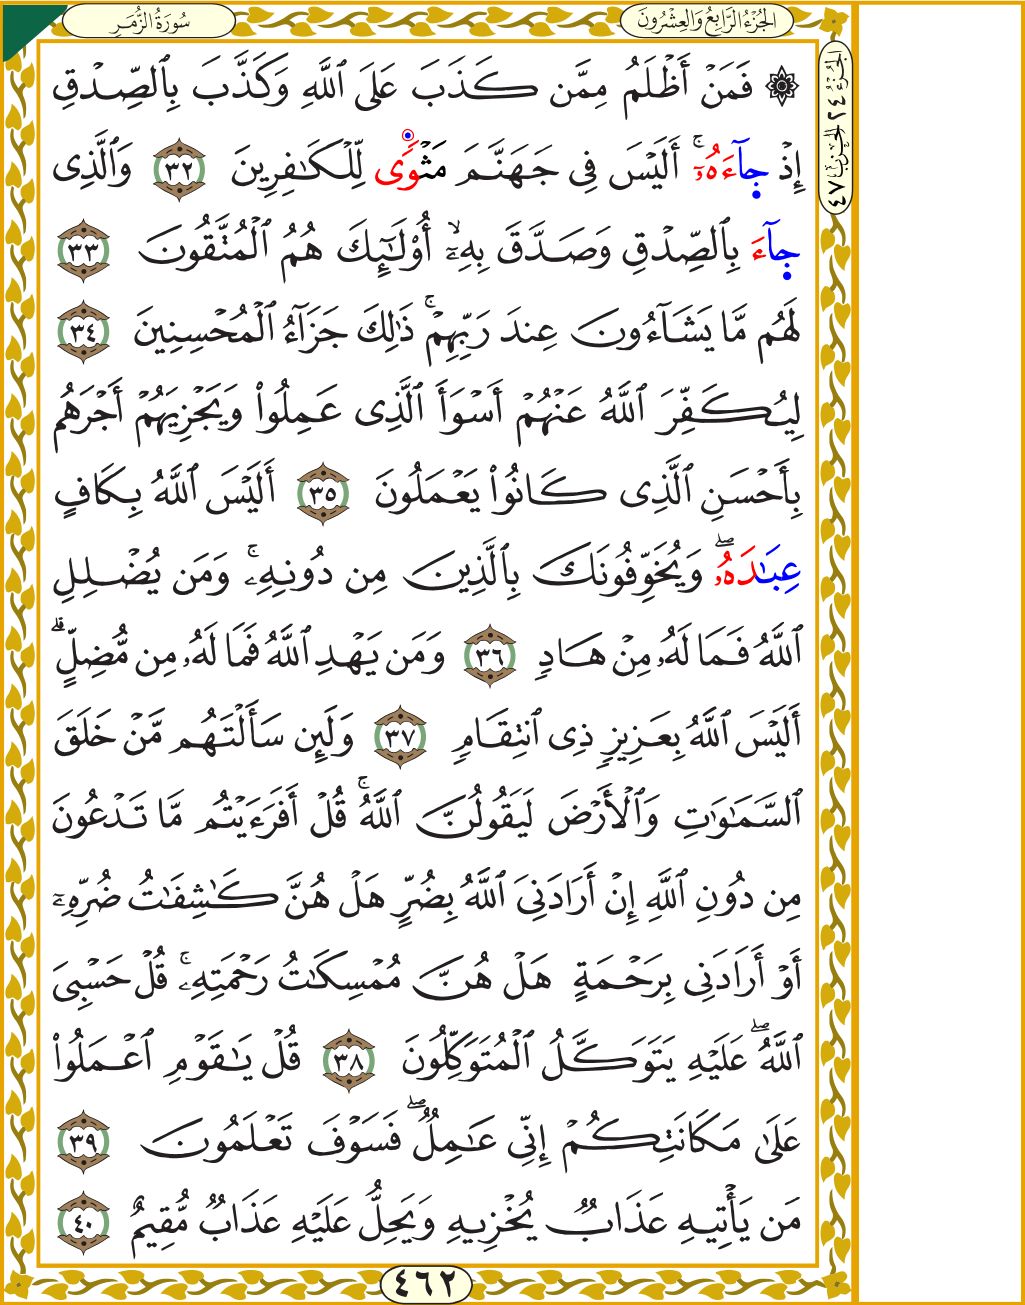 سُورَةُ الزُّمَرِ
الجُزْءُ الرَّابِعُ وَالعِشْرُونَ
الجُزْءُ ٢٤ الحِزْبُ ٤٧
۞ فَمَنْ أَظْلَمُ مِمَّن كَذَبَ عَلَى ٱللَّهِ وَكَذَّبَ بِٱلصِّدْقِ
إِذْ جِآءَهُۥٓۚ أَلَيْسَ فِى جَهَنَّمَ مَثْوًى لِّلْكَٰفِرِينَ ٣٢ وَٱلَّذِى
جِآءَ بِٱلصِّدْقِ وَصَدَّقَ بِهِۦٓۙ أُو۟لَٰٓئِكَ هُمُ ٱلْمُتَّقُونَ ٣٣
لَهُم مَّا يَشَآءُونَ عِندَ رَبِّهِمْۚ ذَٰلِكَ جَزَآءُ ٱلْمُحْسِنِينَ ٣٤
لِيُكَفِّرَ ٱللَّهُ عَنْهُمْ أَسْوَأَ ٱلَّذِى عَمِلُوا۟ وَيَجْزِيَهُمْ أَجْرَهُم
بِأَحْسَنِ ٱلَّذِى كَانُوا۟ يَعْمَلُونَ ٣٥ أَلَيْسَ ٱللَّهُ بِكَافٍ
عِبَٰدَهُۥۖ وَيُخَوِّفُونَكَ بِٱلَّذِينَ مِن دُونِهِۦۚ وَمَن يُضْلِلِ
ٱللَّهُ فَمَا لَهُۥ مِنْ هَادٍ ٣٦ وَمَن يَهْدِ ٱللَّهُ فَمَا لَهُۥ مِن مُّضِلٍّۗ
أَلَيْسَ ٱللَّهُ بِعَزِيزٍ ذِى ٱنتِقَامٍ ٣٧ وَلَئِن سَأَلْتَهُم مَّنْ خَلَقَ
ٱلسَّمَٰوَٰتِ وَٱلْأَرْضَ لَيَقُولُنَّ ٱللَّهُۚ قُلْ أَفَرَءَيْتُم مَّا تَدْعُونَ
مِن دُونِ ٱللَّهِ إِنْ أَرَادَنِىَ ٱللَّهُ بِضُرٍّ هَلْ هُنَّ كَٰشِفَٰتُ ضُرِّهِۦٓ
أَوْ أَرَادَنِى بِرَحْمَةٍ هَلْ هُنَّ مُمْسِكَٰتُ رَحْمَتِهِۦۚ قُلْ حَسْبِىَ
ٱللَّهُۖ عَلَيْهِ يَتَوَكَّلُ ٱلْمُتَوَكِّلُونَ ٣٨ قُلْ يَٰقَوْمِ ٱعْمَلُوا۟
عَلَىٰ مَكَانَتِكُمْ إِنِّى عَٰمِلٌۖ فَسَوْفَ تَعْلَمُونَ ٣٩
مَن يَأْتِيهِ عَذَابٌ يُخْزِيهِ وَيَحِلُّ عَلَيْهِ عَذَابٌ مُّقِيمٌ ٤٠
٤٦٢